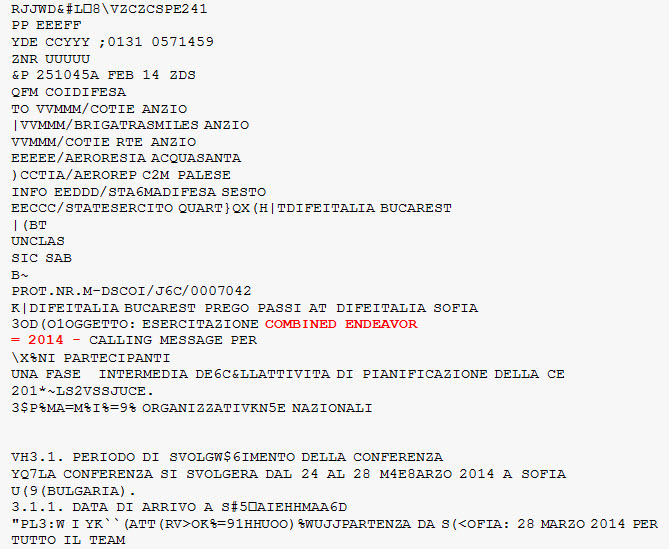 RJJWD&#L□8\VZCZCSPE241
PP EEEFF
YDE CCYYY ;0131 0571459
ZNR UUUUU
&P 251045A FEB 14 ZDS
QFM COIDIFESA
TO VVMMM/COTIE ANZIO
|VVMMM/BRIGATRASMILES ANZIO
VVMMM/COTIE RTE ANZIO
EEEEE/AERORESIA ACQUASANTA
)CCTIA/AEROREP C2M PALESE
INFO EEDDD/STA6MADIFESA SESTO
EECCC/STATESERCITO QUART}QX(H|TDIFEITALIA BUCAREST
|(BT
UNCLAS
SIC SAB
B~
PROT.NR.M-DSCOI/J6C/0007042
K|DIFEITALIA BUCAREST PREGO PASSI AT DIFEITALIA SOFIA
3OD(O1OGGETTO: ESERCITAZIONE COMBINED ENDEAVOR
= 2014 - CALLING MESSAGE PER
\X%NI PARTECIPANTI
UNA FASE  INTERMEDIA DE6C&LLATTIVITA DI PIANIFICAZIONE DELLA CE
201*~LS2VSSJUCE.
3$P%MA=M%I%=9% ORGANIZZATIVKN5E NAZIONALI
VH3.1. PERIODO DI SVOLGW$6IMENTO DELLA CONFERENZA
YQ7LA CONFERENZA SI SVOLGERA DAL 24 AL 28 M4E8ARZO 2014 A SOFIA
U(9(BULGARIA).
3.1.1. DATA DI ARRIVO A S#5□AIEHHMAA6D
"PL3:W I YK``(ATT(RV>OK%=91HHUOO)%WUJJPARTENZA DA S(<OFIA: 28 MARZO 2014 PER
TUTTO IL TEAM